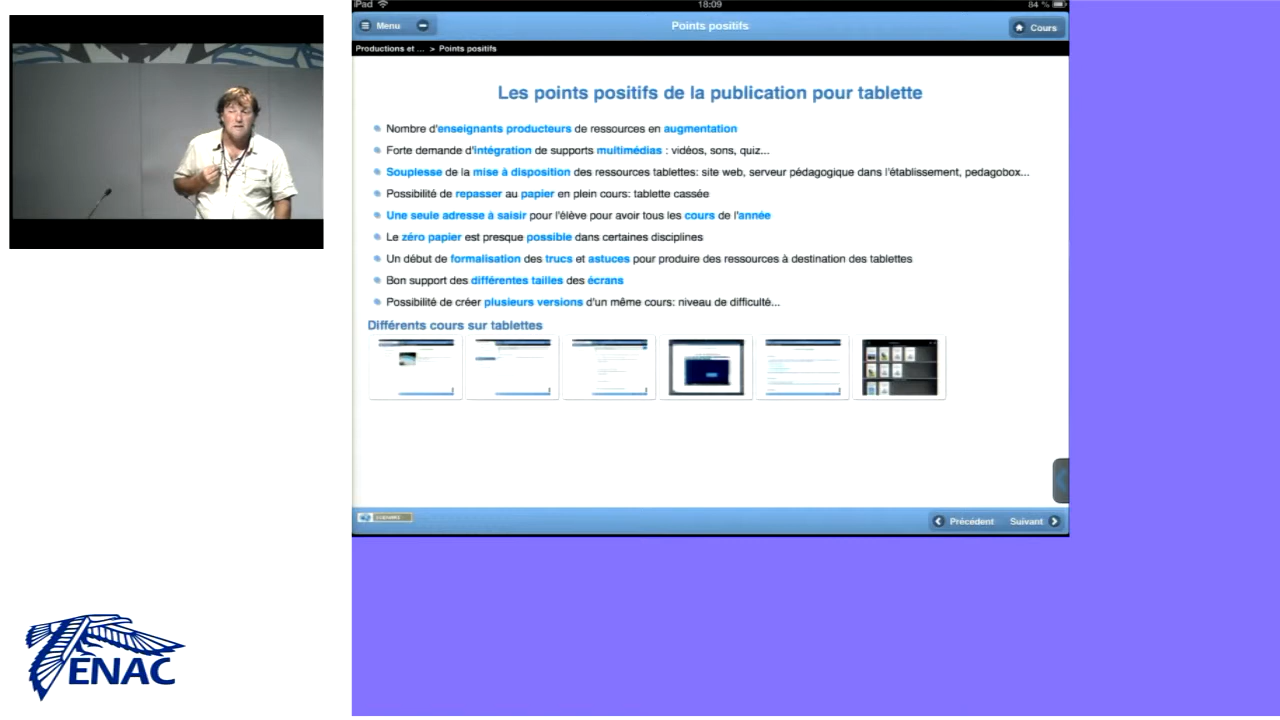 iPad
18:09
84 %
Menu
Points positifs
Cours
Productions et ... > Points positifs
Les points positifs de la publication pour tablette
Nombre d'enseignants producteurs de ressources en augmentation
Forte demande d'intégration de supports multimédias : vidéos, sons, quiz...
Souplesse de la mise à disposition des ressources tablettes: site web, serveur pédagogique dans l'établissement, pedagobox...
Possibilité de repasser au papier en plein cours: tablette cassée
Une seule adresse à saisir pour l'élève pour avoir tous les cours de l'année
Le zéro papier est presque possible dans certaines disciplines
Un début de formalisation des trucs et astuces pour produire des ressources à destination des tablettes
Bon support des différentes tailles des écrans
Possibilité de créer plusieurs versions d'un même cours: niveau de difficulté...
Différents cours sur tablettes
Précédent
Suivant
ENAC